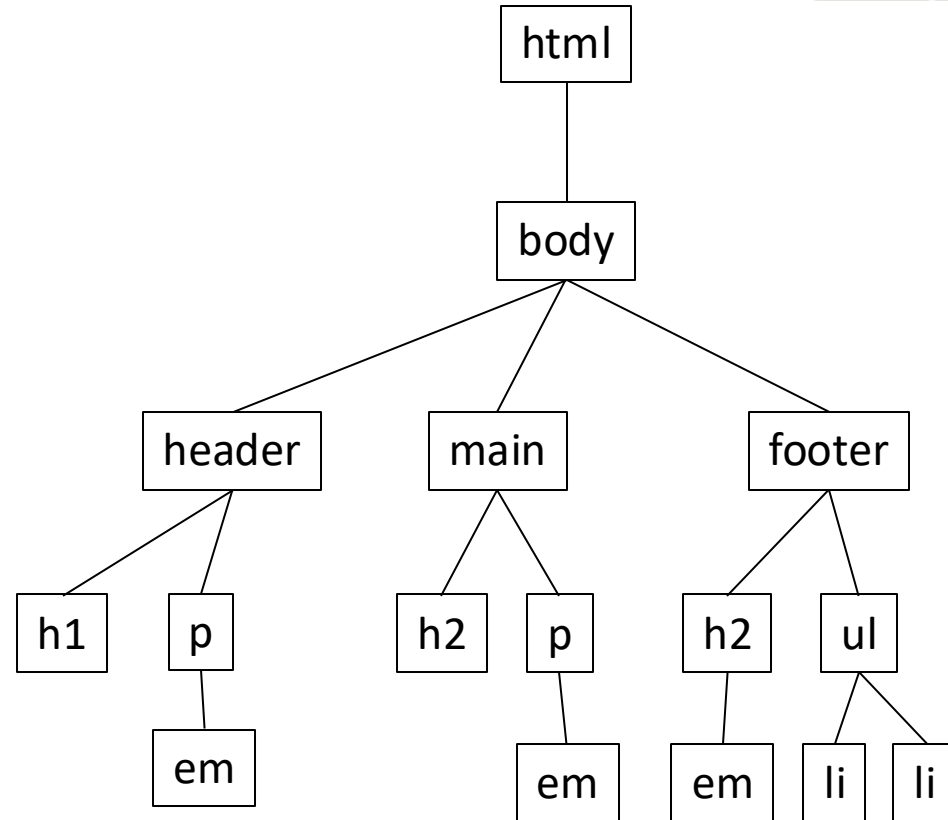 html
body
header main footer
h1 p h2 p h2 ul
em em em li li